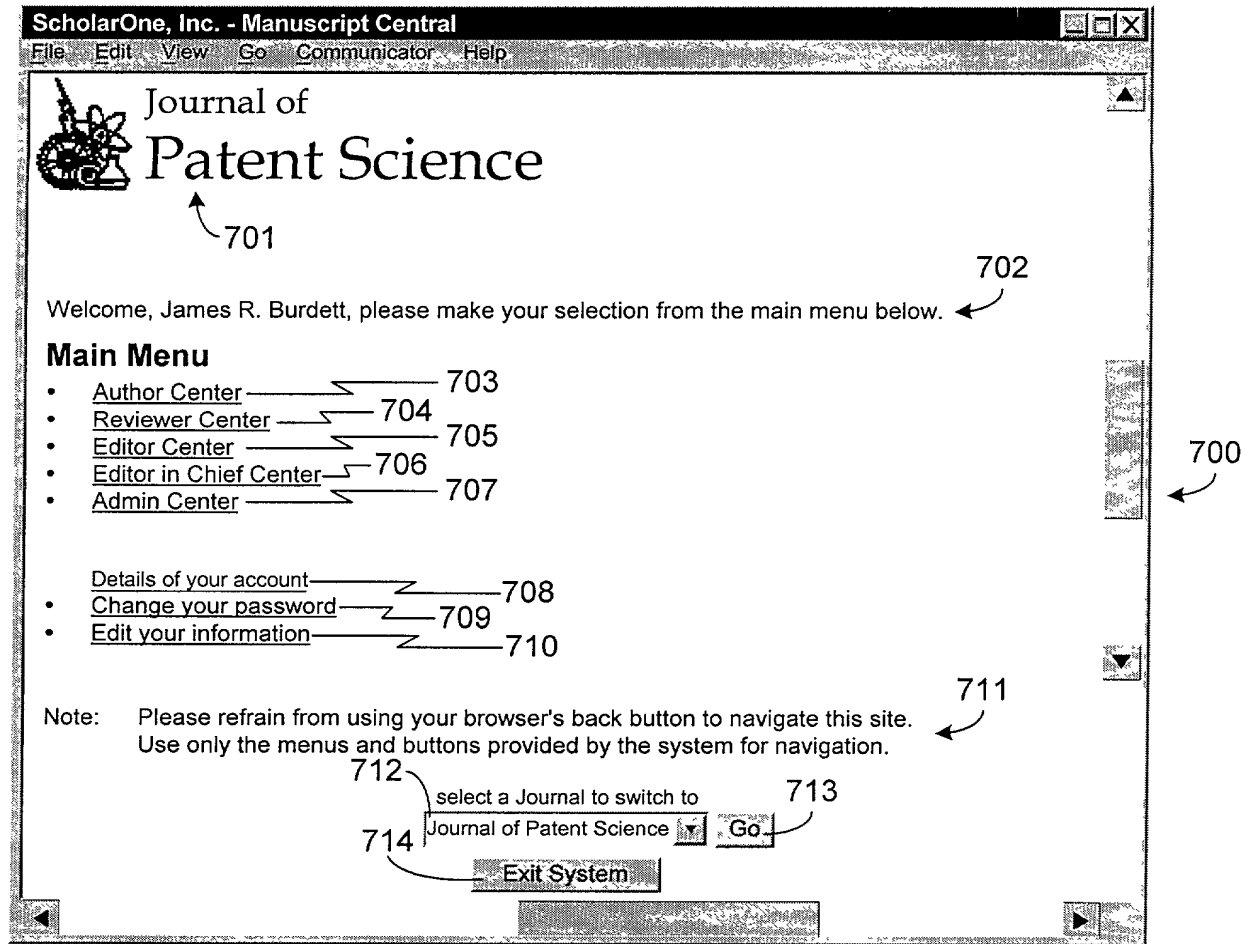 ScholarOne, Inc. - Manuscript Central
File Edit View Go Communicator Help
Journal of
Patent Science
701
702
Welcome, James R. Burdett, please make your selection from the main menu below.
Main Menu
• Author Center 703
• Reviewer Center 704
• Editor Center 705
• Editor in Chief Center 706
• Admin Center 707
700
Details of your account 708
• Change your password 709
• Edit your information 710
711
Note: Please refrain from using your browser's back button to navigate this site.
Use only the menus and buttons provided by the system for navigation.
712
select a Journal to switch to
713
Journal of Patent Science Go
714
Exit System